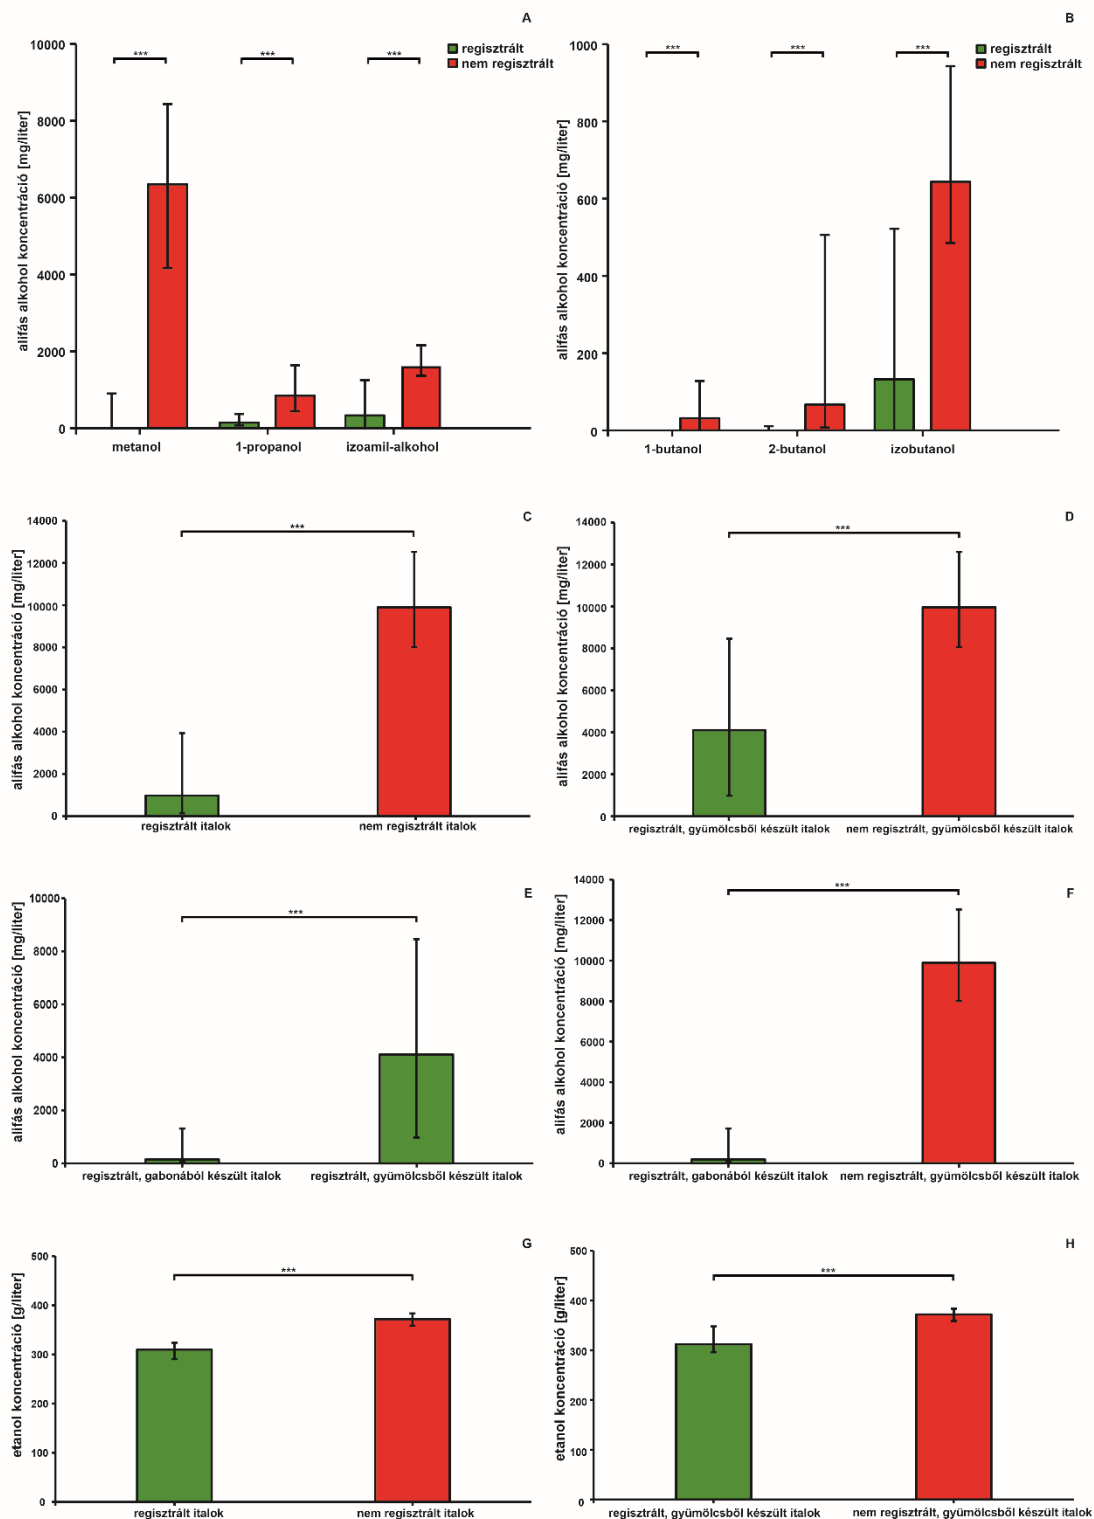 A
alifás alkohol koncentráció [mg/liter]
10000
8000
6000
4000
2000
0
regisztrált
nem regisztrált
*** *** ***
metanol 1-propanol izoamil-alkohol
B
alifás alkohol koncentráció [mg/liter]
1000
800
600
400
200
0
regisztrált
nem regisztrált
*** *** ***
1-butanol 2-butanol izobutanol
C
alifás alkohol koncentráció [mg/liter]
14000
12000
10000
8000
6000
4000
2000
0
***
regisztrált italok nem regisztrált italok
D
alifás alkohol koncentráció [mg/liter]
14000
12000
10000
8000
6000
4000
2000
0
***
regisztrált, gyümölcsből készült italok nem regisztrált, gyümölcsből készült italok
E
alifás alkohol koncentráció [mg/liter]
10000
8000
6000
4000
2000
0
***
regisztrált, gabonából készült italok regisztrált, gyümölcsből készült italok
F
alifás alkohol koncentráció [mg/liter]
14000
12000
10000
8000
6000
4000
2000
0
***
regisztrált, gabonából készült italok nem regisztrált, gyümölcsből készült italok
G
etanol koncentráció [g/liter]
500
400
300
200
100
0
***
regisztrált italok nem regisztrált italok
H
etanol koncentráció [g/liter]
500
400
300
200
100
0
***
regisztrált, gyümölcsből készült italok nem regisztrált, gyümölcsből készült italok